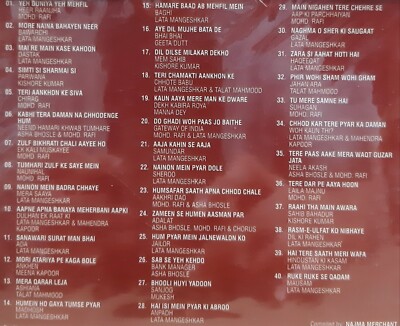 01. YEH DUNIYA YEH MEHFIL
HEER RAANJHA
MOHD. RAFI
02. MORE NAINA BAHAYEN NEER
BAWARCHI
LATA MANGESHKAR
03. MAI RE MAIN KASE KAHOON
DASTAK
LATA MANGESHKAR
04. SIMTI SI SHARMAI SI
PARWANA
KISHORE KUMAR
05. TERI AANKHON KE SIVA
CHIRAG
MOHD. RAFI
06. KABHI TERA DAMAN NA CHHODENGE HUM
NEEND HAMARI KHWAB TUMHARE
ASHA BHOSLE & MOHD. RAFI
07. ZULF BIKHRATI CHALI AAYEE HO
EK KALI MUSKAYEE
MOHD. RAFI
08. TUMHARI ZULF KE SAYE MEIN
NAUNIHAL
MOHD. RAFI
09. NAINON MEIN BADRA CHHAYE
MERA SAAYA
LATA MANGESHKAR
10. AAPNE APNA BANAYA MEHERBANI AAPKI
DULHAN EK RAAT KI
LATA MANGESHKAR & MAHENDRA KAPOOR
11. SANAWARI SURAT MAN BHAI
ADA
LATA MANGESHKAR
12. MORI ATARIYA PE KAGA BOLE
ANKHEN
MEENA KAPOOR
13. MERA QARAR LEJA
ASHIANA
TALAT MAHMOOD
14. HUMEIN HO GAYA TUMSE PYAR
MADHOSH
LATA MANGESHKAR
15. HAMARE BAAD AB MEHFIL MEIN
BAGHI
LATA MANGESHKAR
16. AYE DIL MUJHE BATA DE
BHAI BHAI
GEETA DUTT
17. DIL DILSE MILAKAR DEKHO
MEM SAHIB
KISHORE KUMAR
18. TERI CHAMAKTI AANKHON KE
CHHOTE BABU
LATA MANGESHKAR & TALAT MAHMOOD
19. KAUN AAYA MERE MAN KE DWARE
DEKH KABIRA ROYA
MANNA DEY
20. DO GHADI WOH PAAS JO BAITHE
GATEWAY OF INDIA
MOHD. RAFI & LATA MANGESHKAR
21. AAJA KAHIN SE AAJA
SAMUNDAR
LATA MANGESHKAR
22. NAINON MEIN PYAR DOLE
SHEROO
LATA MANGESHKAR
23. HUMSAFAR SAATH APNA CHHOD CHALE
AAKHRI DAO
MOHD. RAFI & ASHA BHOSLE
24. ZAMEEN SE HUMEN AASMAN PAR
ADALAT
ASHA BHOSLE & MOHD. RAFI
25. HUM PYAR MEIN JALNEWALON KO
JAILOR
LATA MANGESHKAR
26. SAB SE YEH KEHDO
BANK MANAGER
ASHA BHOSLE
27. BHOOLI HUYI YADOON
SANJOG
MUKESH
28. HAI ISI MEIN PYAR KI ABROO
ANPADH
LATA MANGESHKAR
29. MAIN NIGAHEN TERE CHEHRE SE
AAP KI PARCHHAIYAN
MOHD. RAFI
30. NAGHMA O SHER KI SAUGAAT
GAZAL
LATA MANGESHKAR
31. ZARA SI AAHAT HOTI HAI
HAQEEQAT
LATA MANGESHKAR
32. PHIR WOHI SHAM WOHI GHAM
JAHAN ARA
TALAT MAHMOOD
33. TU MERE SAMNE HAI
SUHAGAN
MOHD. RAFI
34. CHHOD KAR TERE PYAR KA DAMAN
WOH KAUN THI?
LATA MANGESHKAR & MAHENDRA KAPOOR
35. TERE PAAS AAKE MERA WAQT GUZAR JATA
NEELA AKASH
ASHA BHOSLE & MOHD. RAFI
36. TERE DAR PE AAYA HOON
LAILA MAJNU
MOHD. RAFI
37. RAAHI THA MAIN AWARA
SAHIB BAHADUR
KISHORE KUMAR
38. RASM-E-ULFAT KO NIBHAYE
DIL KI RAHEN
LATA MANGESHKAR
39. HAI TERE SAATH MERI WAFA
HINDUSTAN KI KASAM
LATA MANGESHKAR
40. RUKE RUKE SE QADAM
MAUSAM
LATA MANGESHKAR
Compiled by: NAJMA MERCHANT